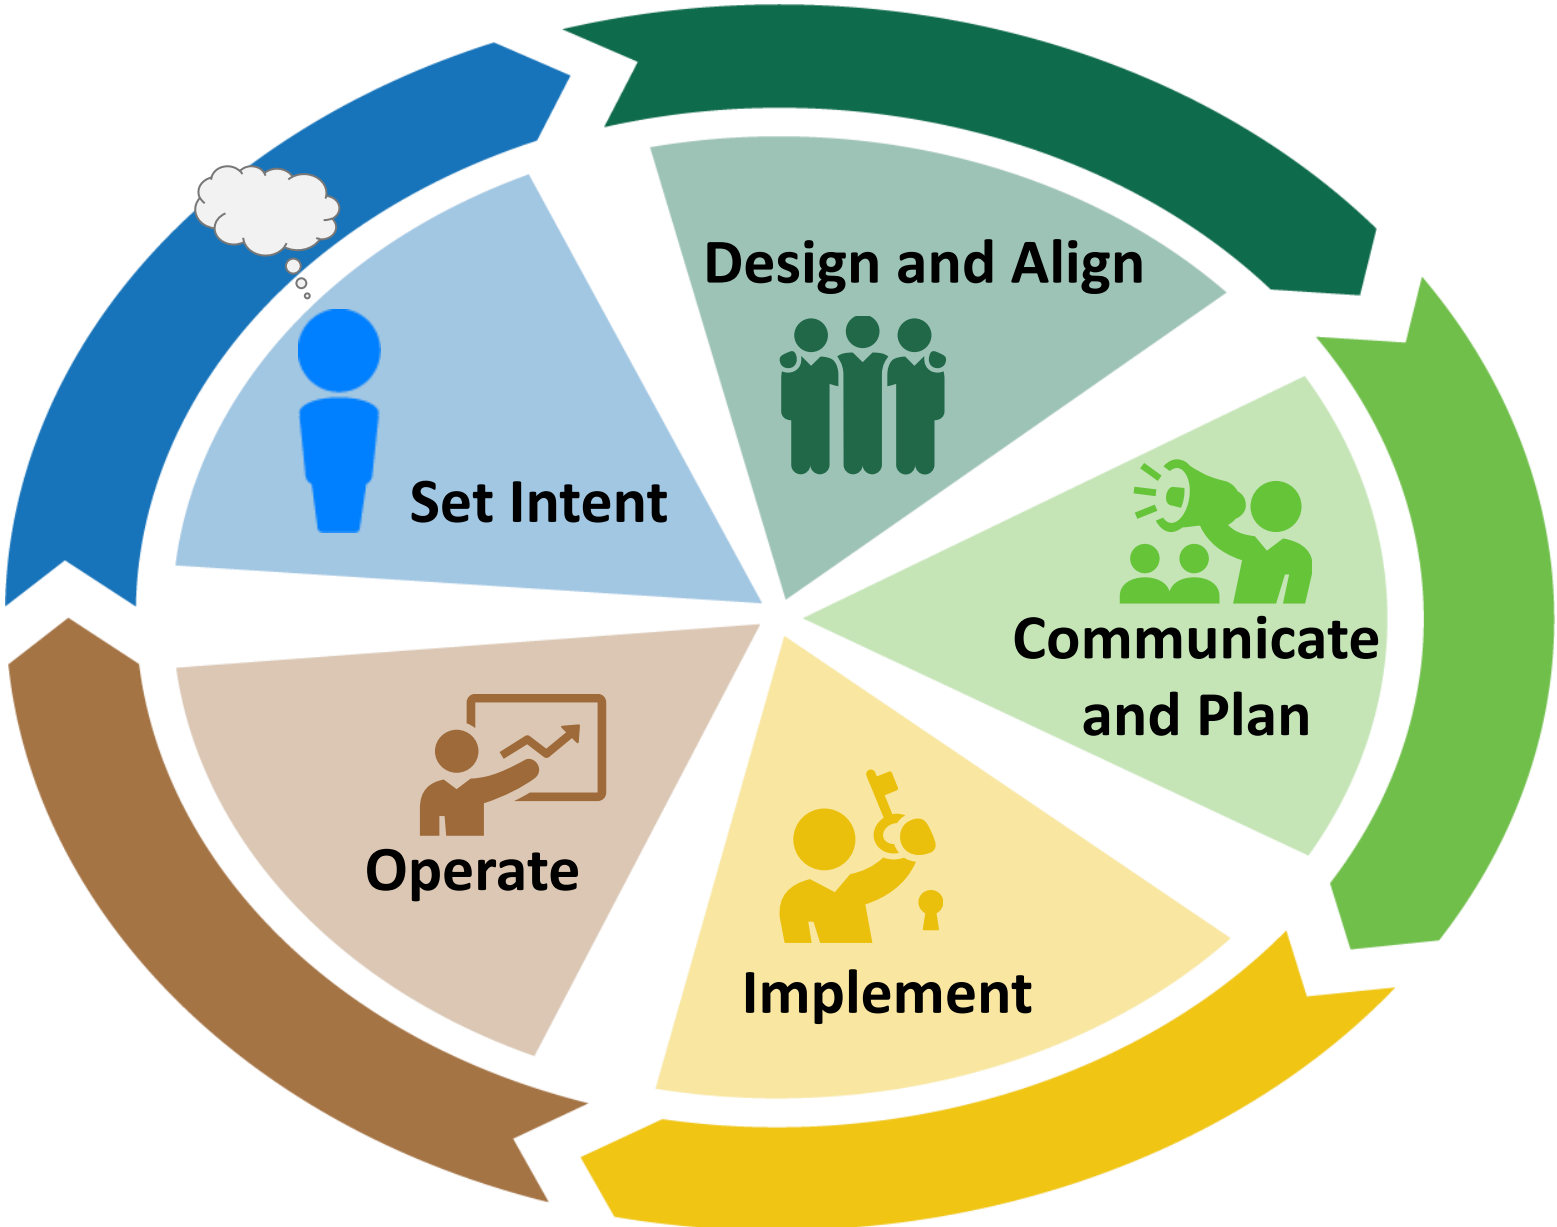 Design and Align
Set Intent
Communicate
and Plan
Operate
Implement